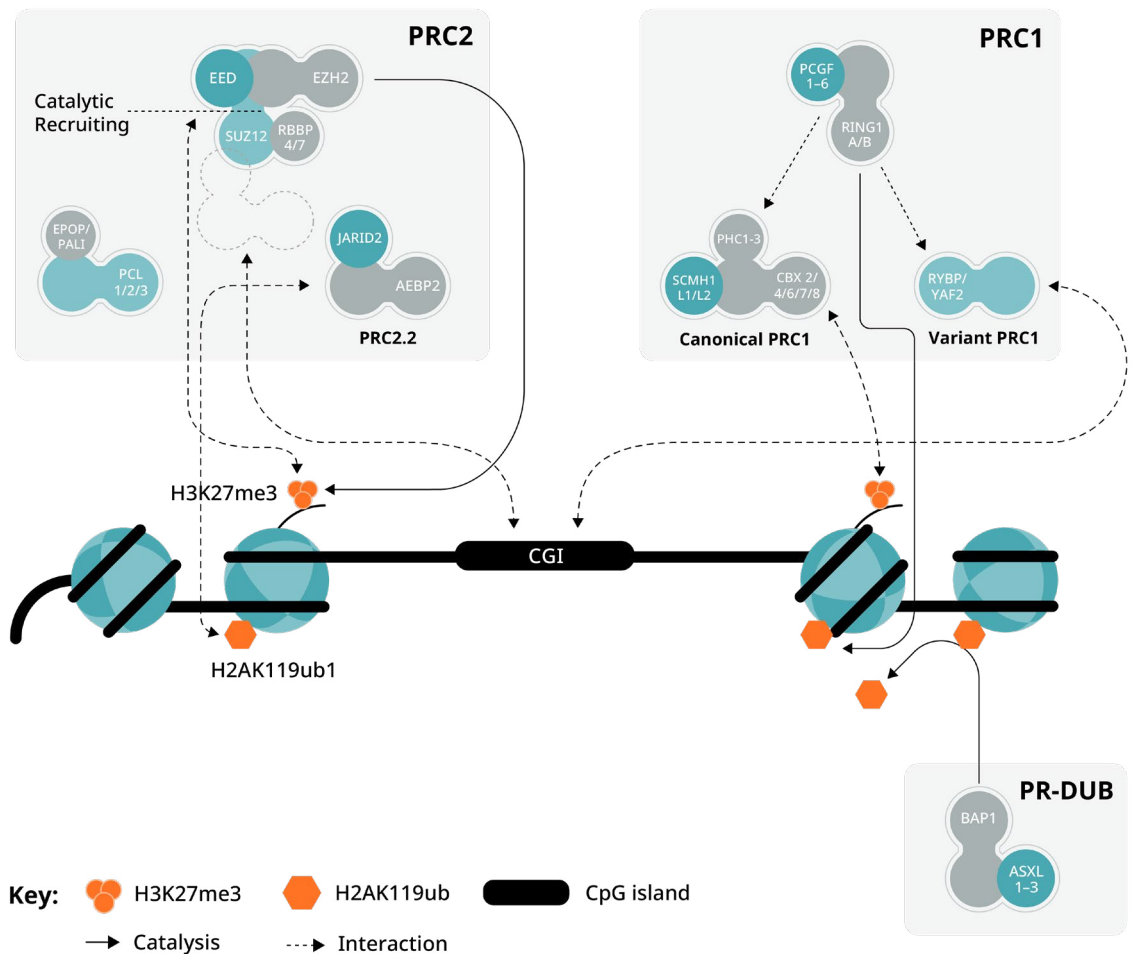 PRC2
EED
EZH2
Catalytic
Recruiting
SUZ12
RBBP
4/7
EPOP/
PALI
PCL
1/2/3
JARID2
AEBP2
PRC2.2
PRC1
PCGF
1–6
RING1
A/B
PHC1-3
SCMH1
L1/L2
CBX 2/
4/6/7/8
RYBP/
YAF2
Canonical PRC1
Variant PRC1
H3K27me3
CGI
H2AK119ub1
PR-DUB
BAP1
ASXL
1–3
Key:
H3K27me3
H2AK119ub
CpG island
Catalysis
Interaction